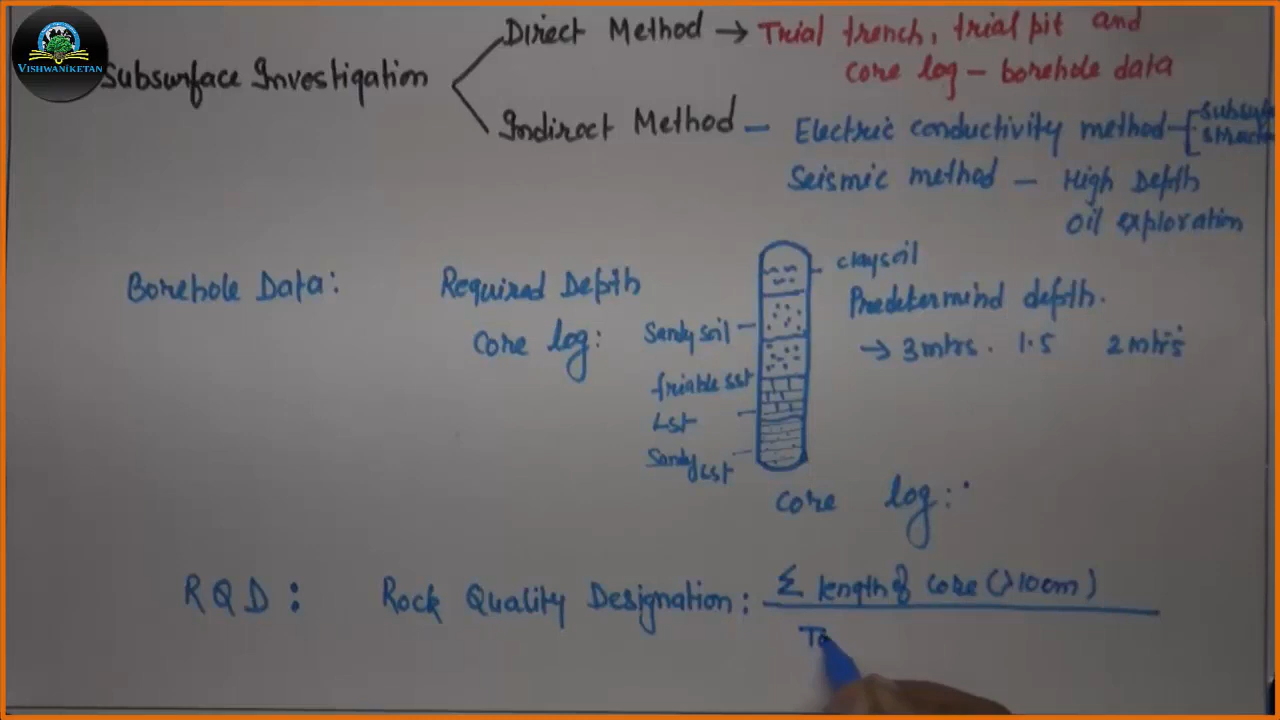 VISHWANIKETAN
Subsurface Investigation
Direct Method → Trial trench, trial pit and
core log - borehole data
Indirect Method - Electric conductivity method -
Seismic method - High Depth
Oil exploration
Borehole Data: Required Depth
Core log:
clay soil
Sandy soil
friable sst
Lst
Sandy Lst
Predetermind depth.
→ 3 mtrs. 1.5 2 mtrs
core log:
RQD: Rock Quality Designation: Σ length of core (>10cm)
To